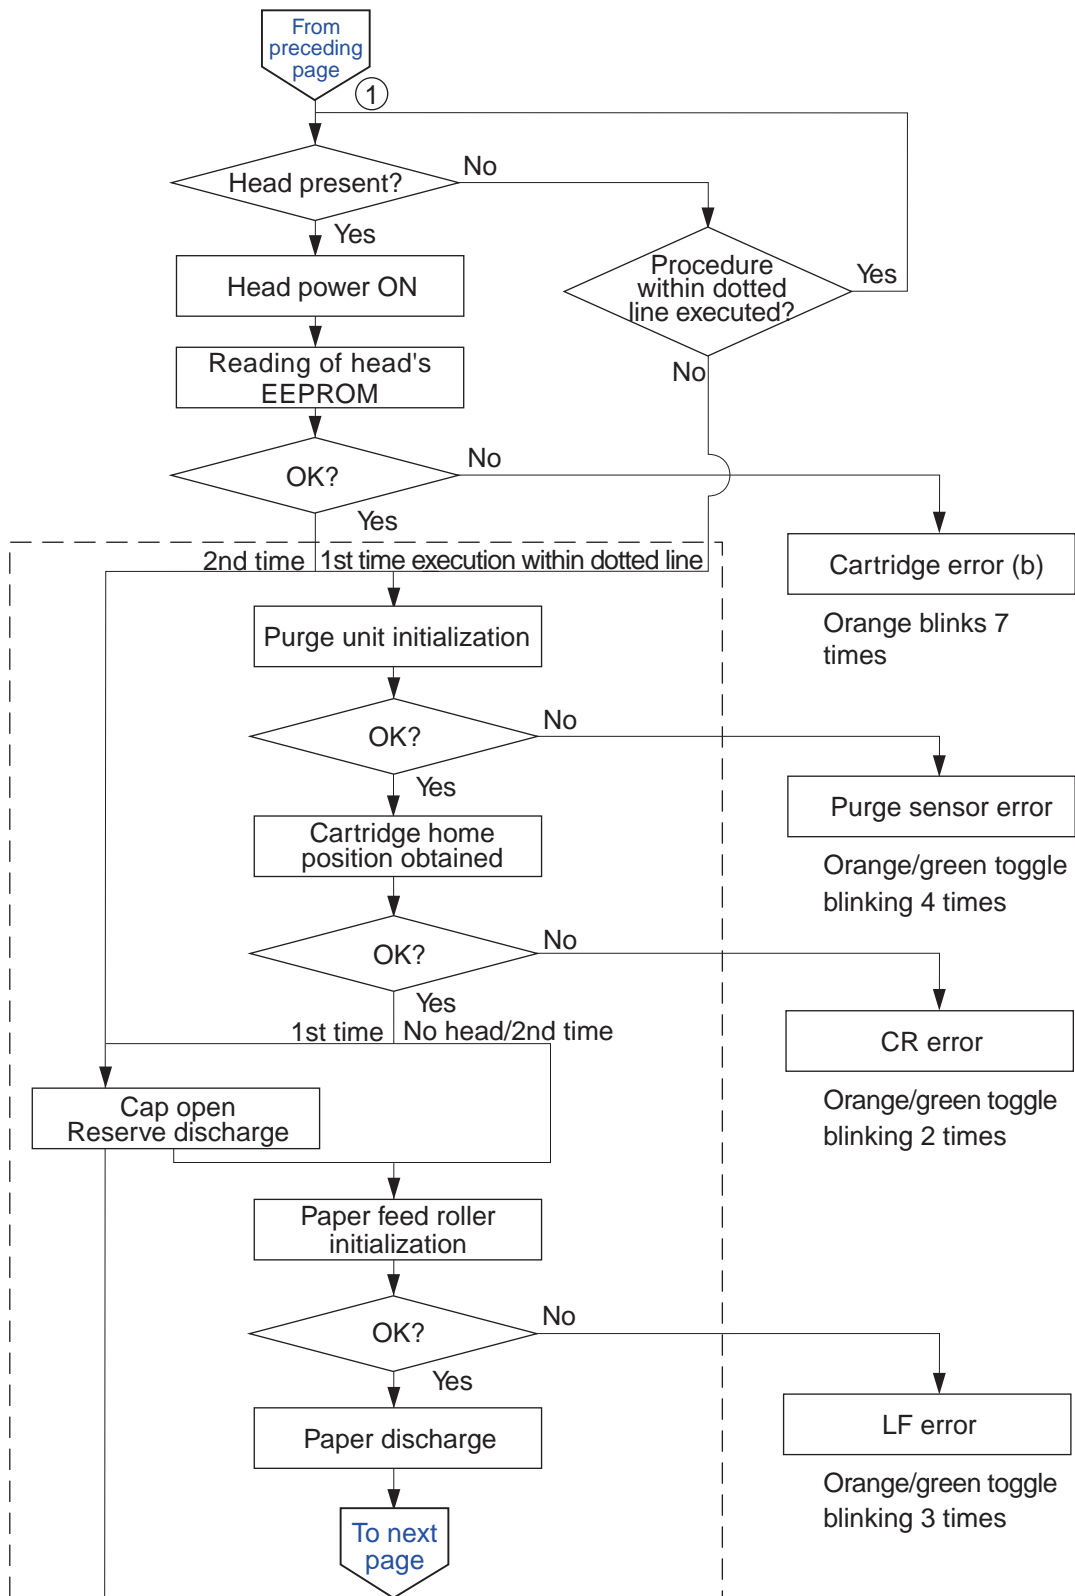 From
preceding
page
1
Head present?
No
Yes
Head power ON
Procedure
within dotted
line executed?
Yes
No
Reading of head's
EEPROM
OK?
No
Yes
2nd time
1st time execution within dotted line
Cartridge error (b)
Orange blinks 7
times
Purge unit initialization
OK?
No
Yes
Purge sensor error
Orange/green toggle
blinking 4 times
Cartridge home
position obtained
OK?
No
Yes
1st time
No head/2nd time
CR error
Orange/green toggle
blinking 2 times
Cap open
Reserve discharge
Paper feed roller
initialization
OK?
No
Yes
LF error
Orange/green toggle
blinking 3 times
Paper discharge
To next
page